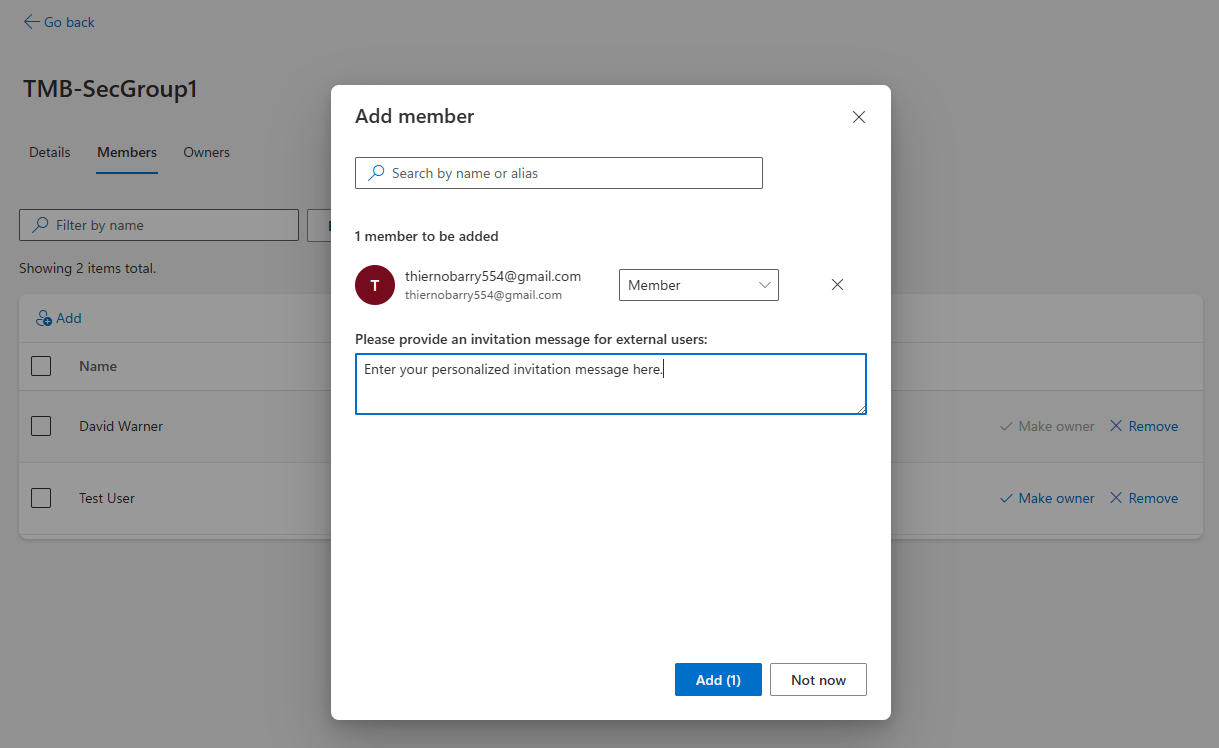 Go back
TMB-SecGroup1
Details Members Owners
Filter by name
Showing 2 items total.
Add
Name
David Warner Make owner Remove
Test User Make owner Remove
Add member
Search by name or alias
1 member to be added
T
thiernobarry554@gmail.com
thiernobarry554@gmail.com
Member
Please provide an invitation message for external users:
Enter your personalized invitation message here.
Add (1) Not now